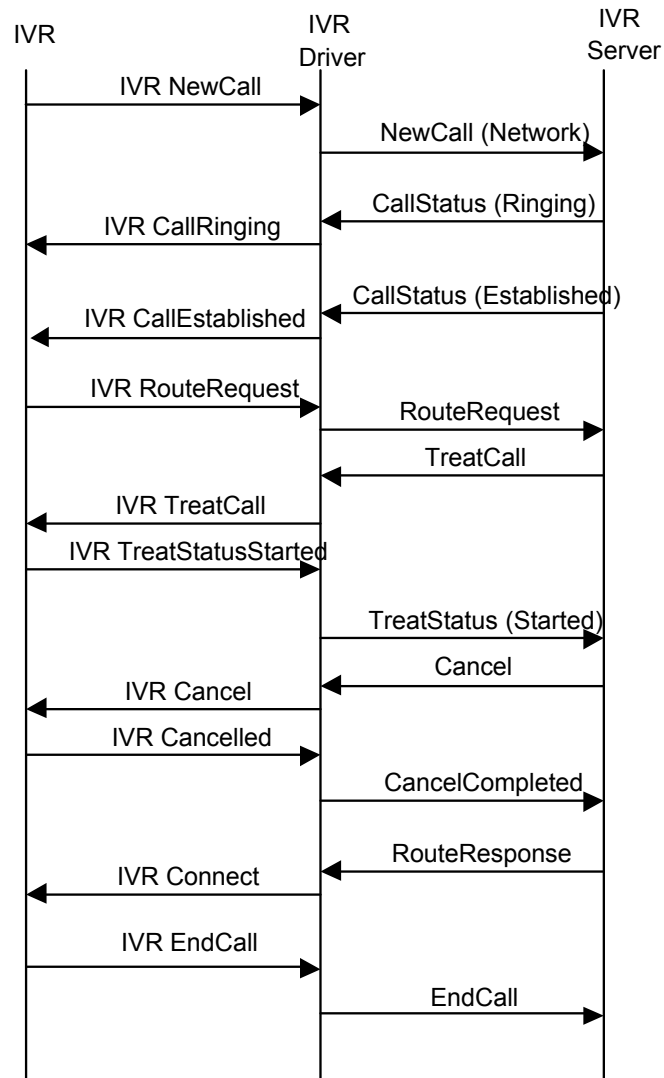 IVR
IVR
Driver
IVR
Server
IVR NewCall
NewCall (Network)
CallStatus (Ringing)
IVR CallRinging
CallStatus (Established)
IVR CallEstablished
IVR RouteRequest
RouteRequest
TreatCall
IVR TreatCall
IVR TreatStatusStarted
TreatStatus (Started)
Cancel
IVR Cancel
IVR Cancelled
CancelCompleted
RouteResponse
IVR Connect
IVR EndCall
EndCall